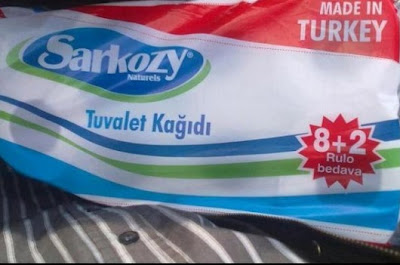 MADE IN
TURKEY
Sarkozy
Naturels
Tuvalet Kağıdı
8+2
Rulo
bedava